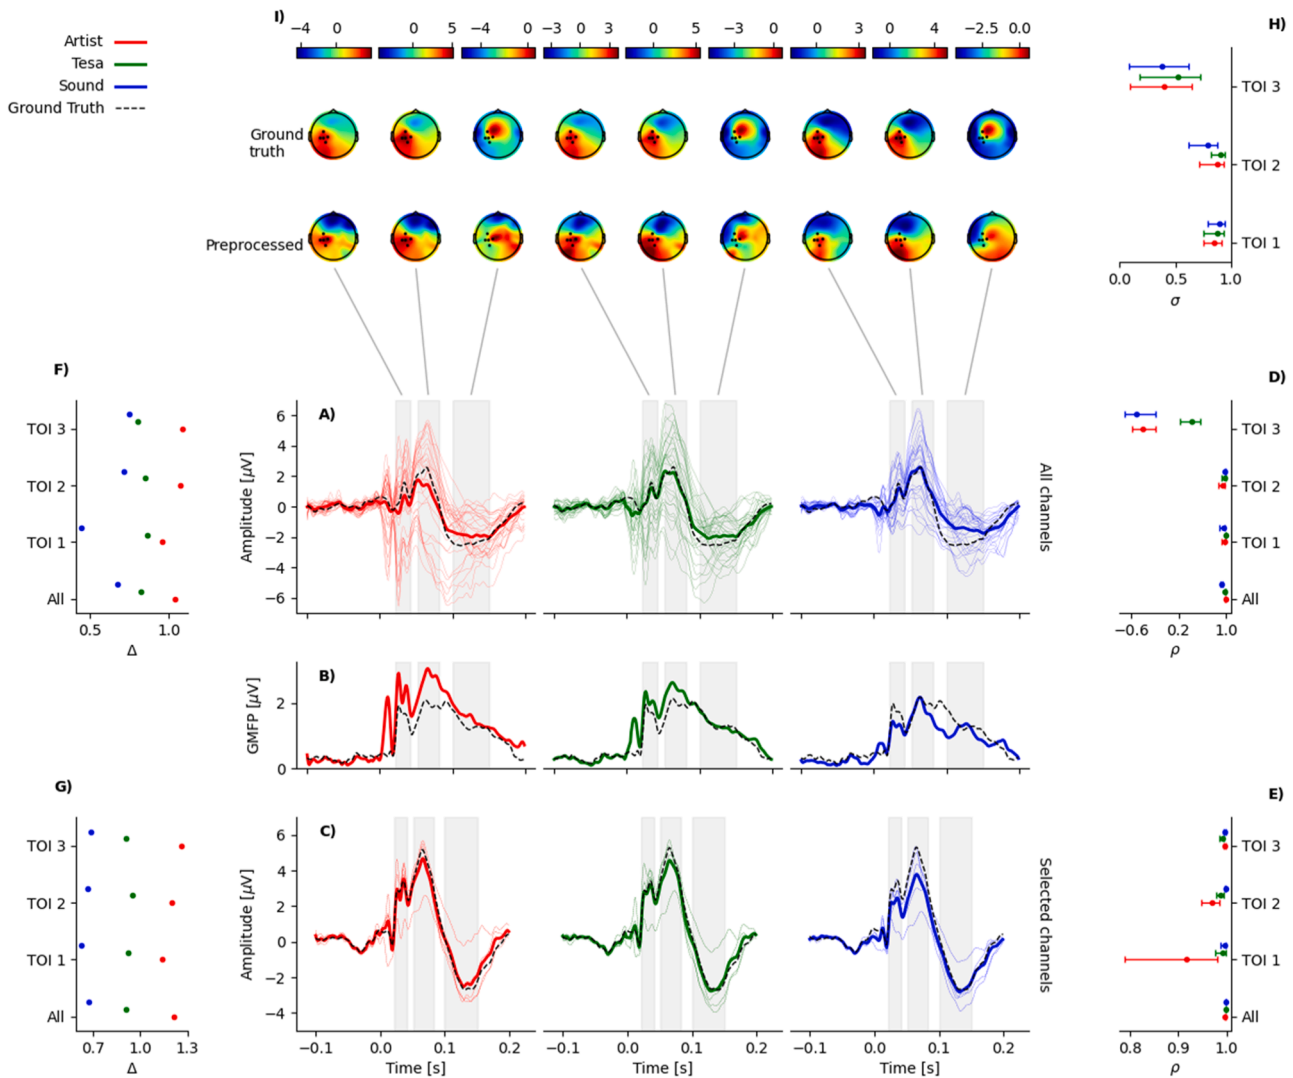 I)
H)
Artist
Tesa
Sound
Ground Truth
−4 0
0 5
−4 0
−3 0 3
0 5
−3 0
0 3
0 4
−2.5 0.0
Ground
truth
Preprocessed
TOI 3
TOI 2
TOI 1
0.0 0.5 1.0
σ
F)
TOI 3
TOI 2
TOI 1
All
0.5 1.0
Δ
A)
6
4
2
0
−2
−4
−6
Amplitude [μV]
All channels
D)
TOI 3
TOI 2
TOI 1
All
−0.6 0.2 1.0
ρ
B)
2
0
GMFP [μV]
G)
TOI 3
TOI 2
TOI 1
All
0.7 1.0 1.3
Δ
C)
6
4
2
0
−2
−4
Amplitude [μV]
−0.1 0.0 0.1 0.2
Time [s]
−0.1 0.0 0.1 0.2
Time [s]
−0.1 0.0 0.1 0.2
Time [s]
Selected channels
E)
TOI 3
TOI 2
TOI 1
All
0.8 0.9 1.0
ρ